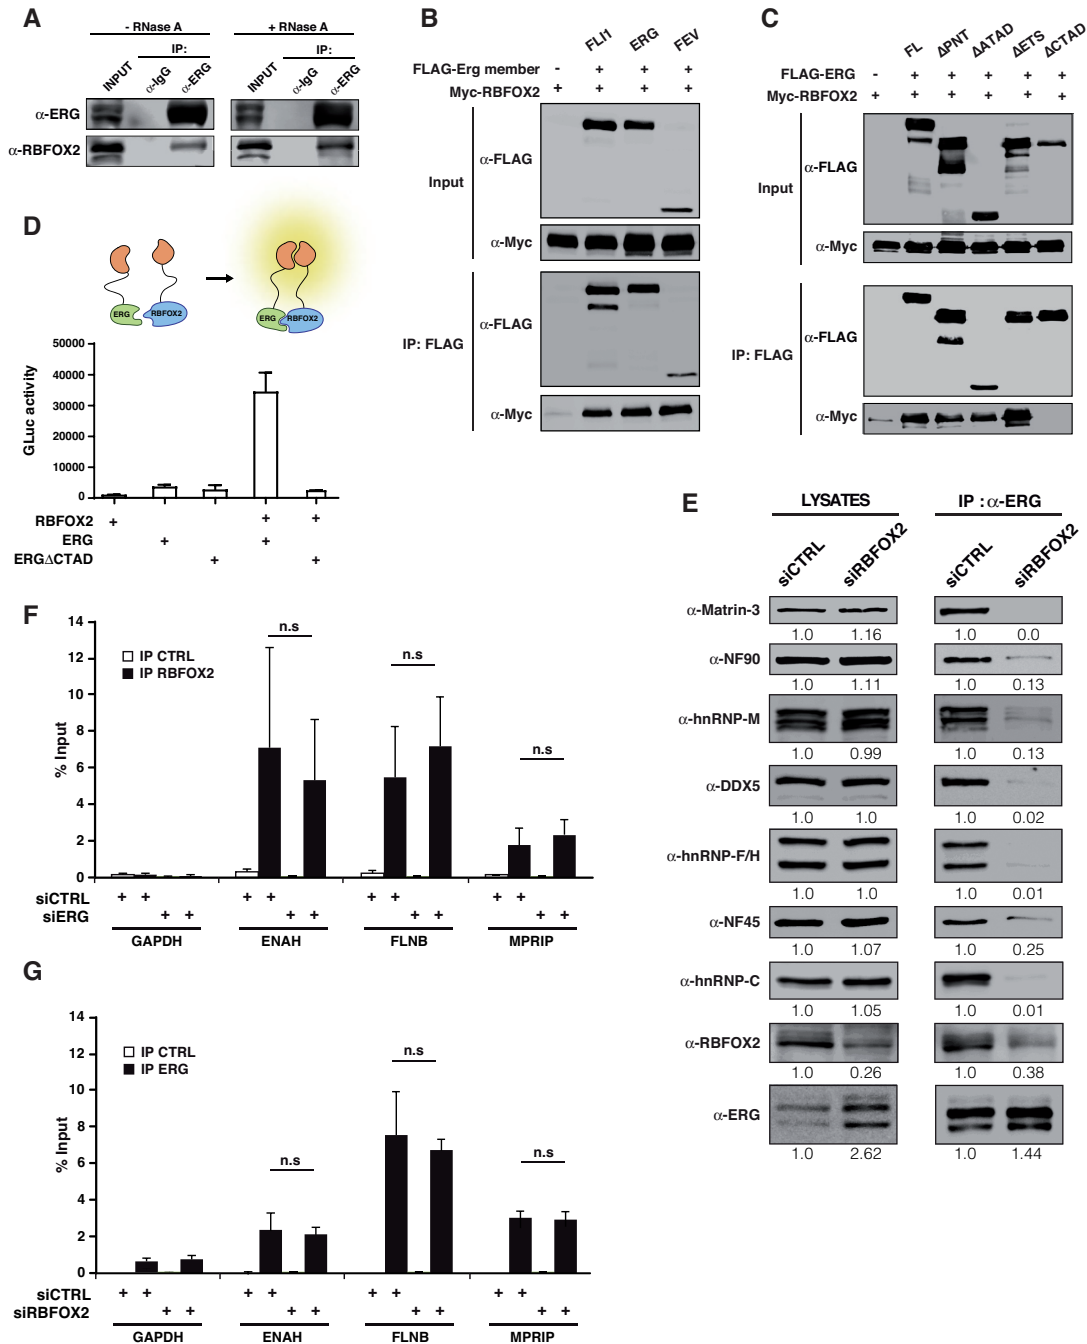 A
- RNase A
+ RNase A
IP:
IP:
INPUT
α-IgG
α-ERG
INPUT
α-IgG
α-ERG
α-ERG
α-RBFOX2
B
FLI1
ERG
FEV
FLAG-Erg member
- + + +
Myc-RBFOX2
+ + + +
Input
α-FLAG
α-Myc
IP: FLAG
α-FLAG
α-Myc
C
FL
ΔPNT
ΔATAD
ΔETS
ΔCTAD
FLAG-ERG
- + + + + +
Myc-RBFOX2
+ + + + + +
Input
α-FLAG
α-Myc
IP: FLAG
α-FLAG
α-Myc
D
ERG
RBFOX2
ERG
RBFOX2
GLuc activity
50000
40000
30000
20000
10000
0
RBFOX2
+ + +
ERG
+ +
ERGΔCTAD
+ +
E
LYSATES
IP : α-ERG
siCTRL
siRBFOX2
siCTRL
siRBFOX2
α-Matrin-3
1.0 1.16 1.0 0.0
α-NF90
1.0 1.11 1.0 0.13
α-hnRNP-M
1.0 0.99 1.0 0.13
α-DDX5
1.0 1.0 1.0 0.02
α-hnRNP-F/H
1.0 1.0 1.0 0.01
α-NF45
1.0 1.07 1.0 0.25
α-hnRNP-C
1.0 1.05 1.0 0.01
α-RBFOX2
1.0 0.26 1.0 0.38
α-ERG
1.0 2.62 1.0 1.44
F
% Input
14
12
10
8
6
4
2
0
IP CTRL
IP RBFOX2
n.s
n.s
n.s
siCTRL
+ + + + + + + +
siERG
+ + + + + + + +
GAPDH ENAH FLNB MPRIP
G
% Input
14
12
10
8
6
4
2
0
IP CTRL
IP ERG
n.s
n.s
n.s
siCTRL
+ + + + + + + +
siRBFOX2
+ + + + + + + +
GAPDH ENAH FLNB MPRIP